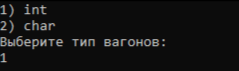 1) int
2) char
Выберите тип вагонов:
1